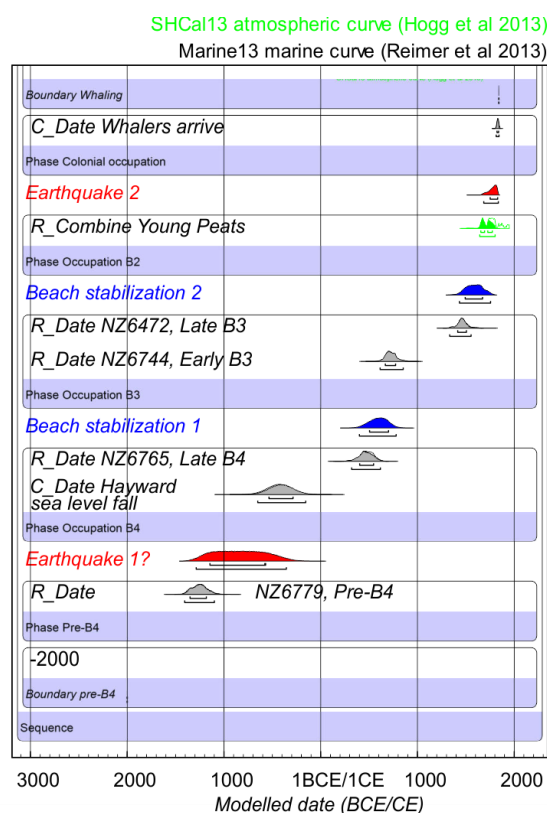 SHCal13 atmospheric curve (Hogg et al 2013)
Marine13 marine curve (Reimer et al 2013)
Boundary Whaling
C_Date Whalers arrive
Phase Colonial occupation
Earthquake 2
R_Combine Young Peats
Phase Occupation B2
Beach stabilization 2
R_Date NZ6472, Late B3
R_Date NZ6744, Early B3
Phase Occupation B3
Beach stabilization 1
R_Date NZ6765, Late B4
C_Date Hayward
sea level fall
Phase Occupation B4
Earthquake 1?
R_Date NZ6779, Pre-B4
Phase Pre-B4
-2000
Boundary pre-B4
Sequence
3000 2000 1000 1BCE/1CE 1000 2000
Modelled date (BCE/CE)